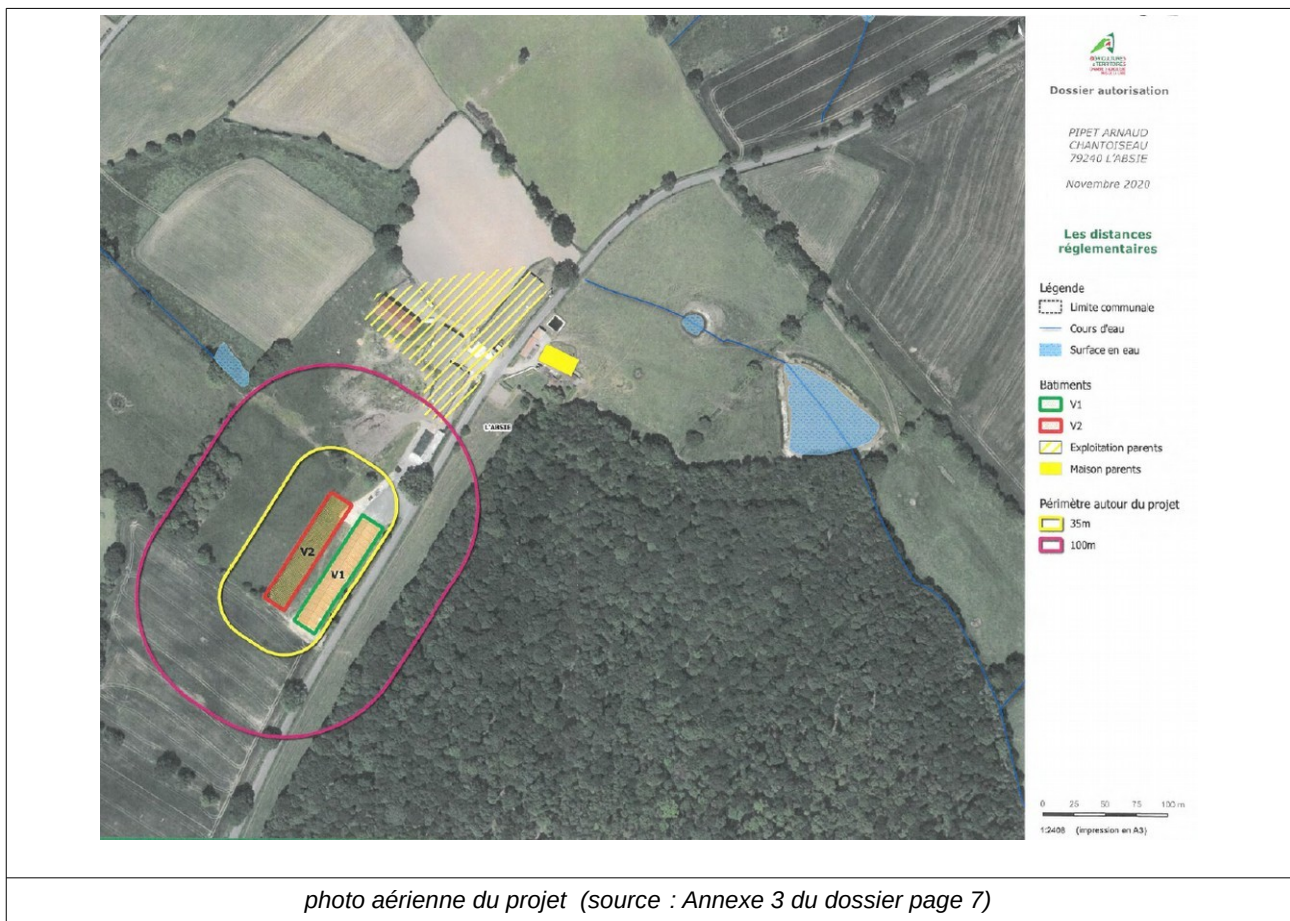 AGRICULTURES
& TERRITOIRES
Dossier autorisation
PIPET ARNAUD
CHANTOISEAU
79240 L'ABSIE
Novembre 2020
Les distances
réglementaires
Légende
Limite communale
Cours d'eau
Surface en eau
Batiments
V1
V2
Exploitation parents
Maison parents
Périmètre autour du projet
35m
100m
L'ABSIE
V2
V1
0 25 50 75 100 m
1:2408 (impression en A3)
photo aérienne du projet (source : Annexe 3 du dossier page 7)